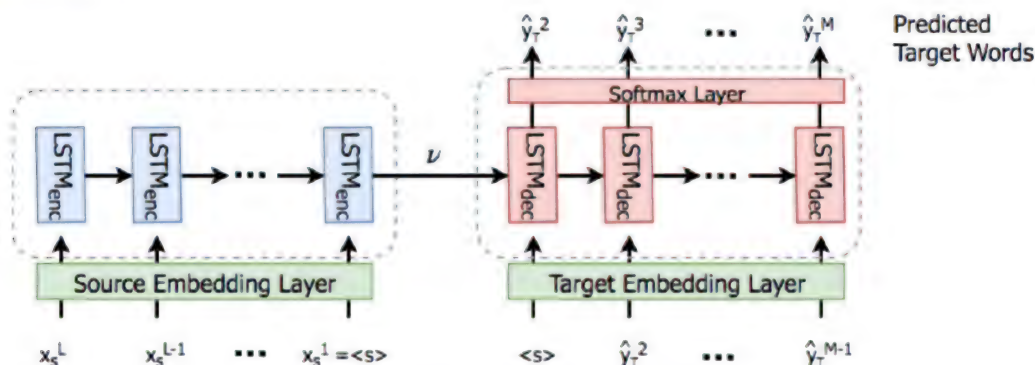 ŷ_T^2 ŷ_T^3 ... ŷ_T^M
Predicted
Target Words
Softmax Layer
LSTM_enc LSTM_enc ... LSTM_enc ν LSTM_dec LSTM_dec ... LSTM_dec
Source Embedding Layer Target Embedding Layer
x_s^L x_s^L-1 ... x_s^1 =<s> <s> ŷ_T^2 ... ŷ_T^M-1